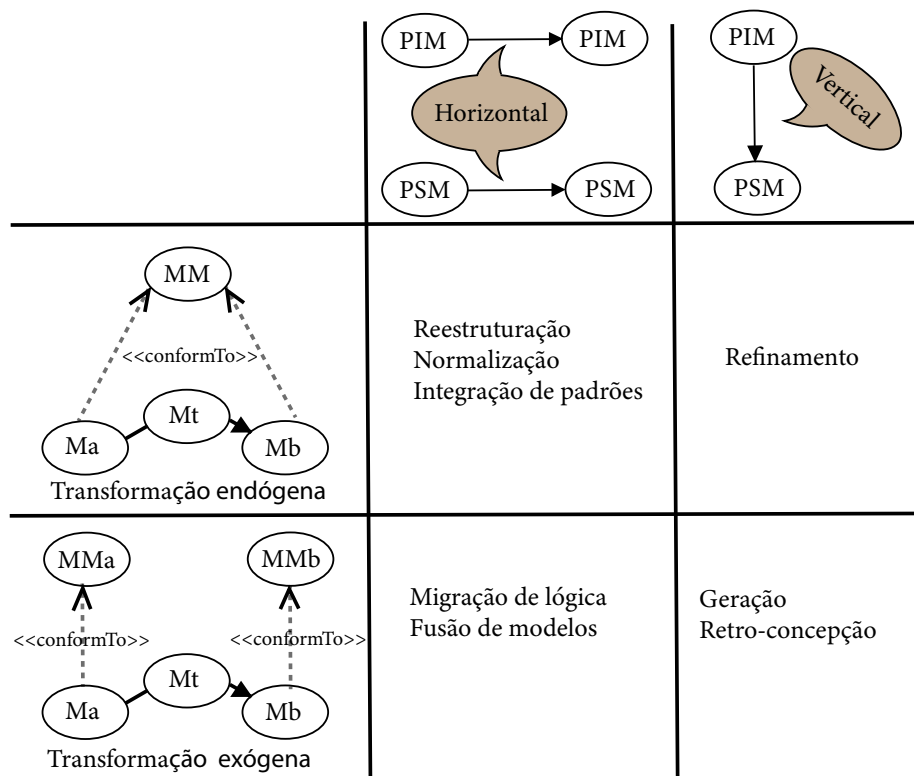 PIM PIM
Horizontal
PSM PSM
PIM
Vertical
PSM
MM
<<conformTo>>
Mt
Ma Mb
Transformação endógena
Reestruturação
Normalização
Integração de padrões
Refinamento
MMa MMb
<<conformTo>> <<conformTo>>
Mt
Ma Mb
Transformação exógena
Migração de lógica
Fusão de modelos
Geração
Retro-concepção